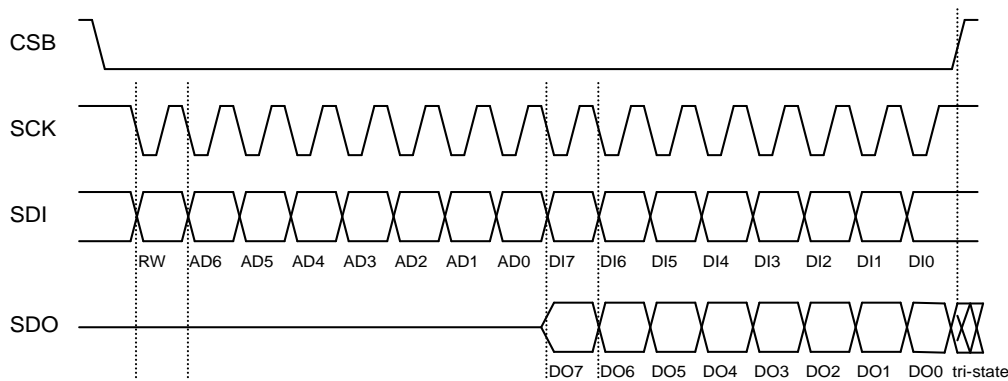 CSB
SCK
SDI
RW AD6 AD5 AD4 AD3 AD2 AD1 AD0 DI7 DI6 DI5 DI4 DI3 DI2 DI1 DI0
SDO
DO7 DO6 DO5 DO4 DO3 DO2 DO1 DO0 tri-state